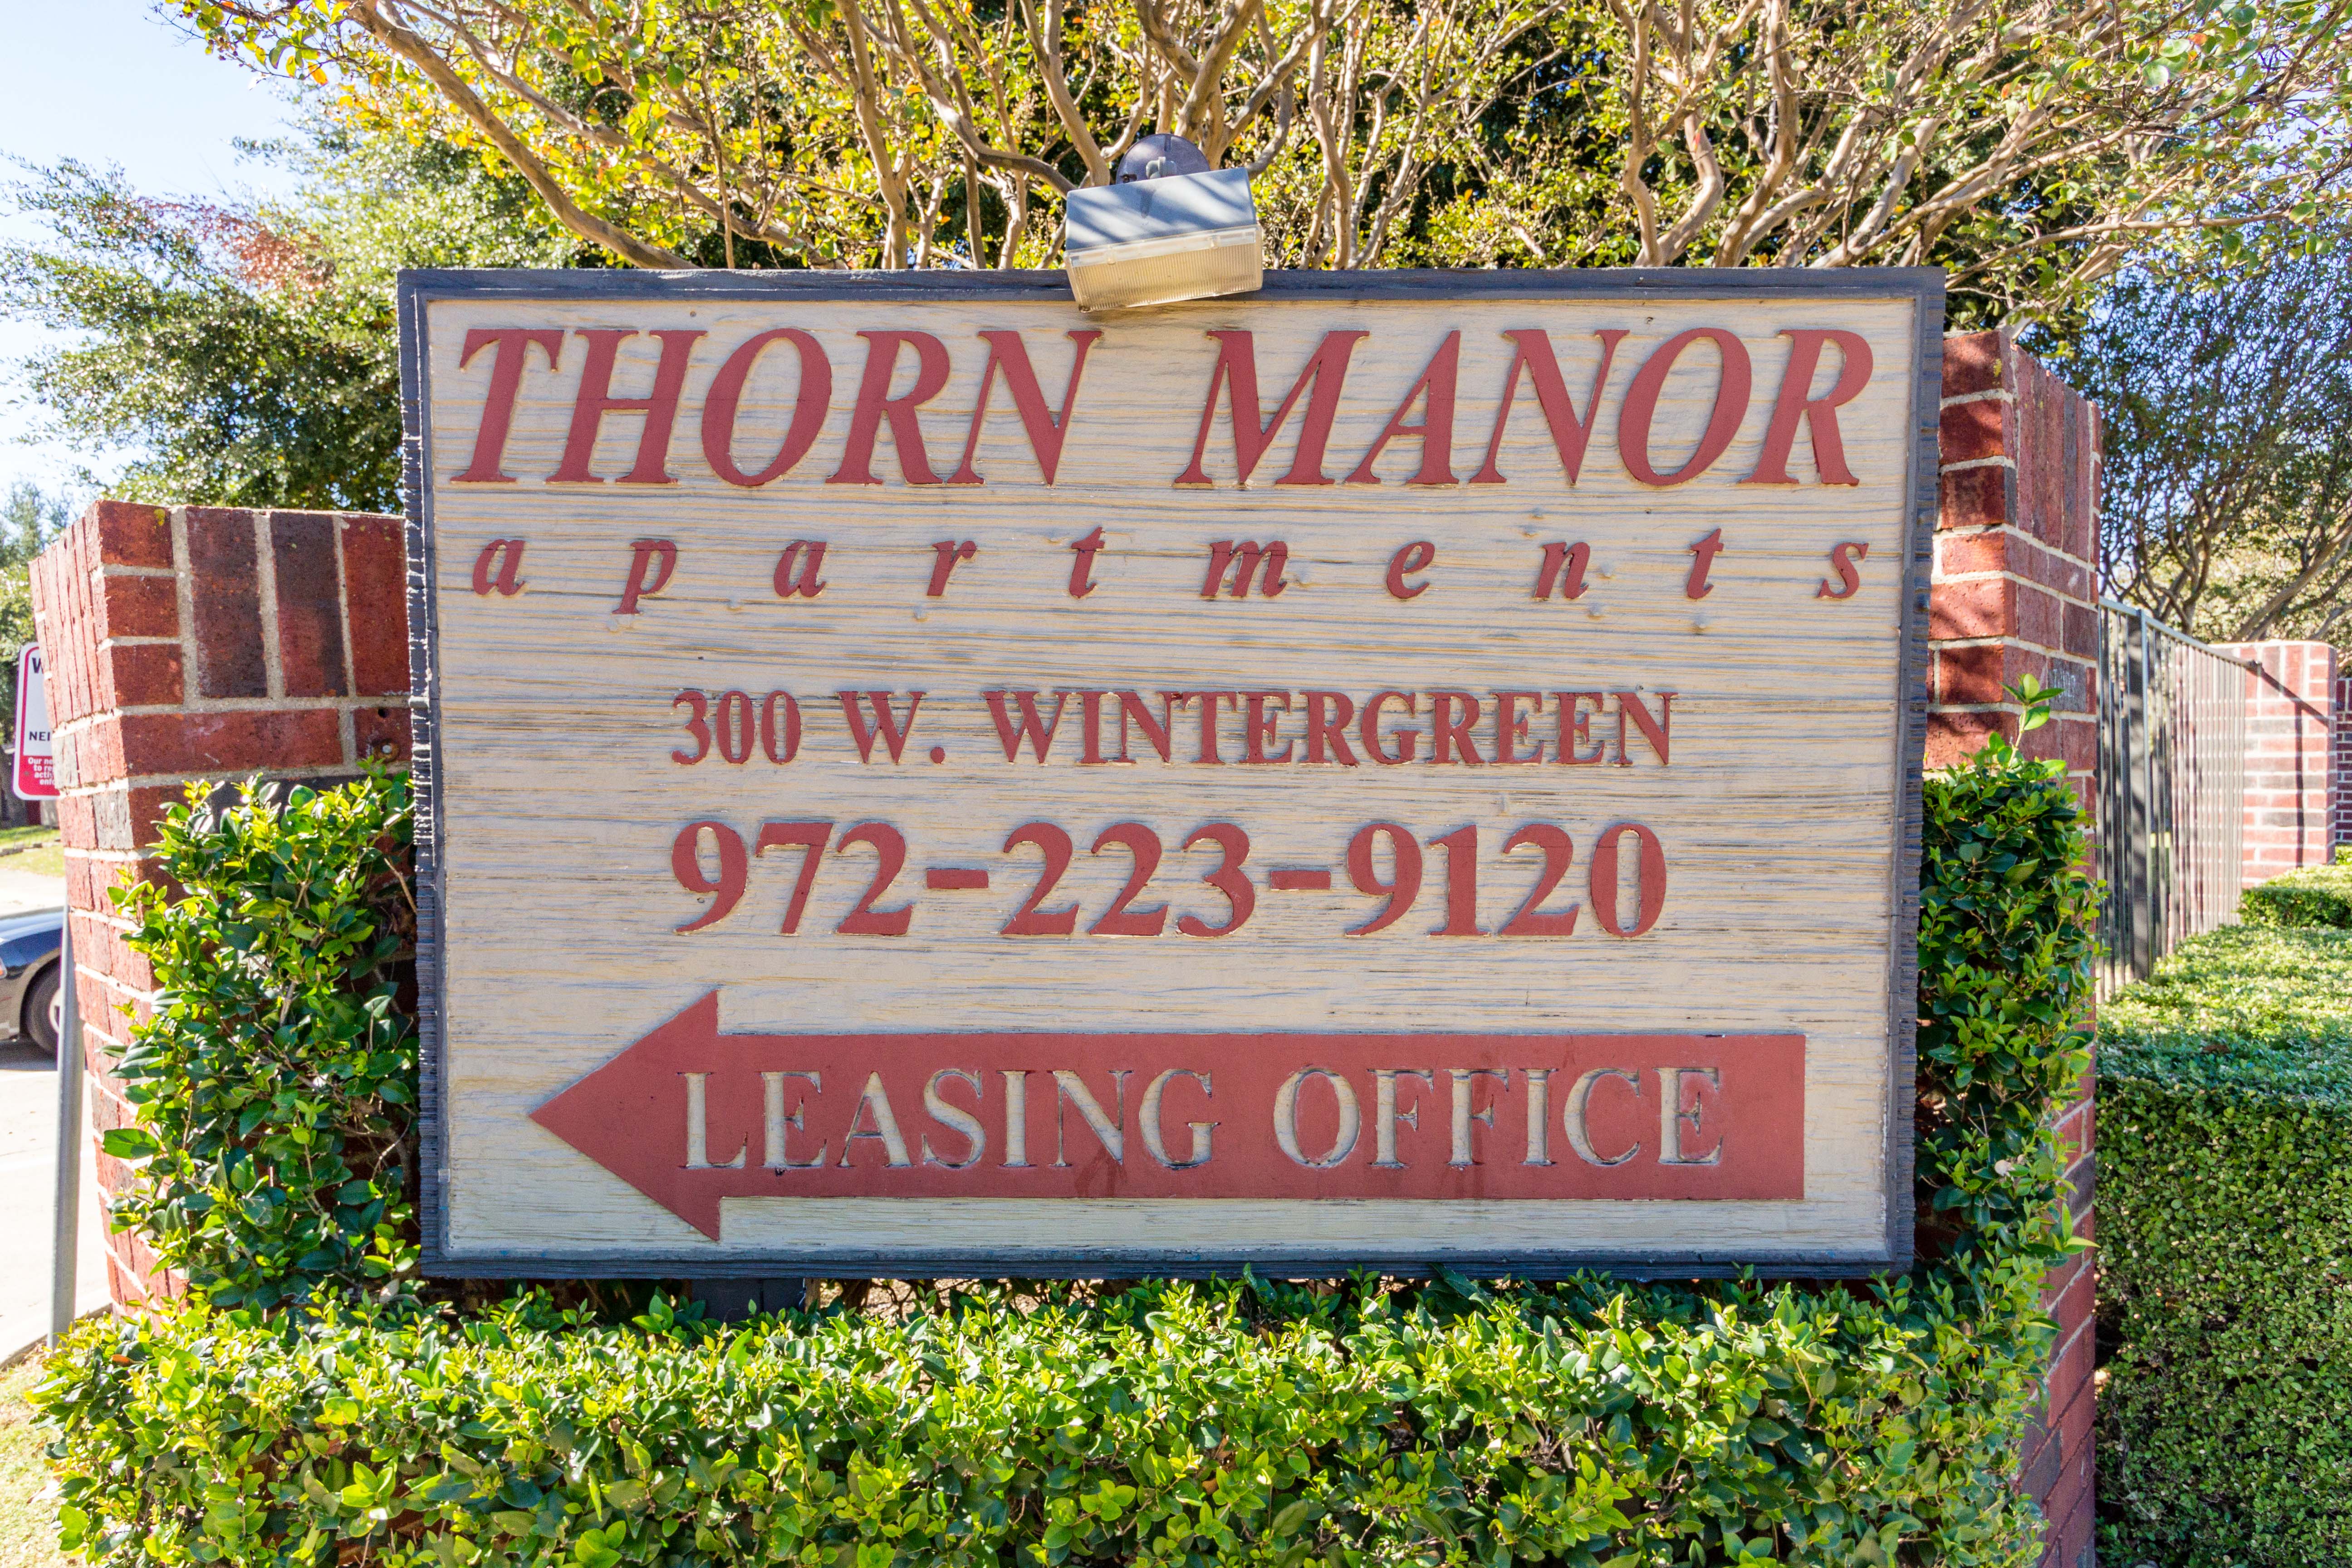 THORN MANOR
apartments
300 W. WINTERGREEN
972-223-9120
LEASING OFFICE